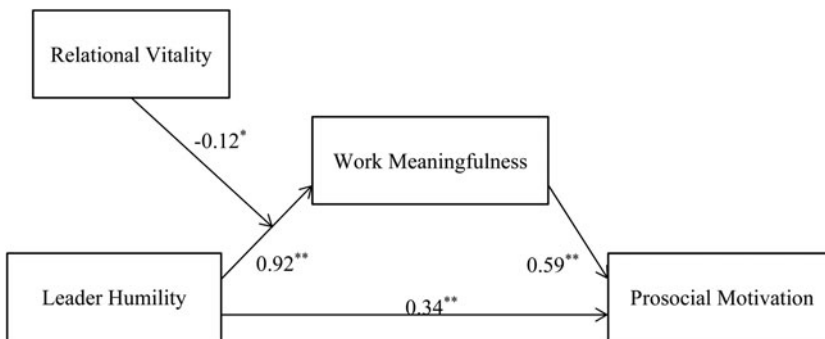 Relational Vitality
-0.12*
Work Meaningfulness
0.92**
0.59**
Leader Humility
0.34**
Prosocial Motivation